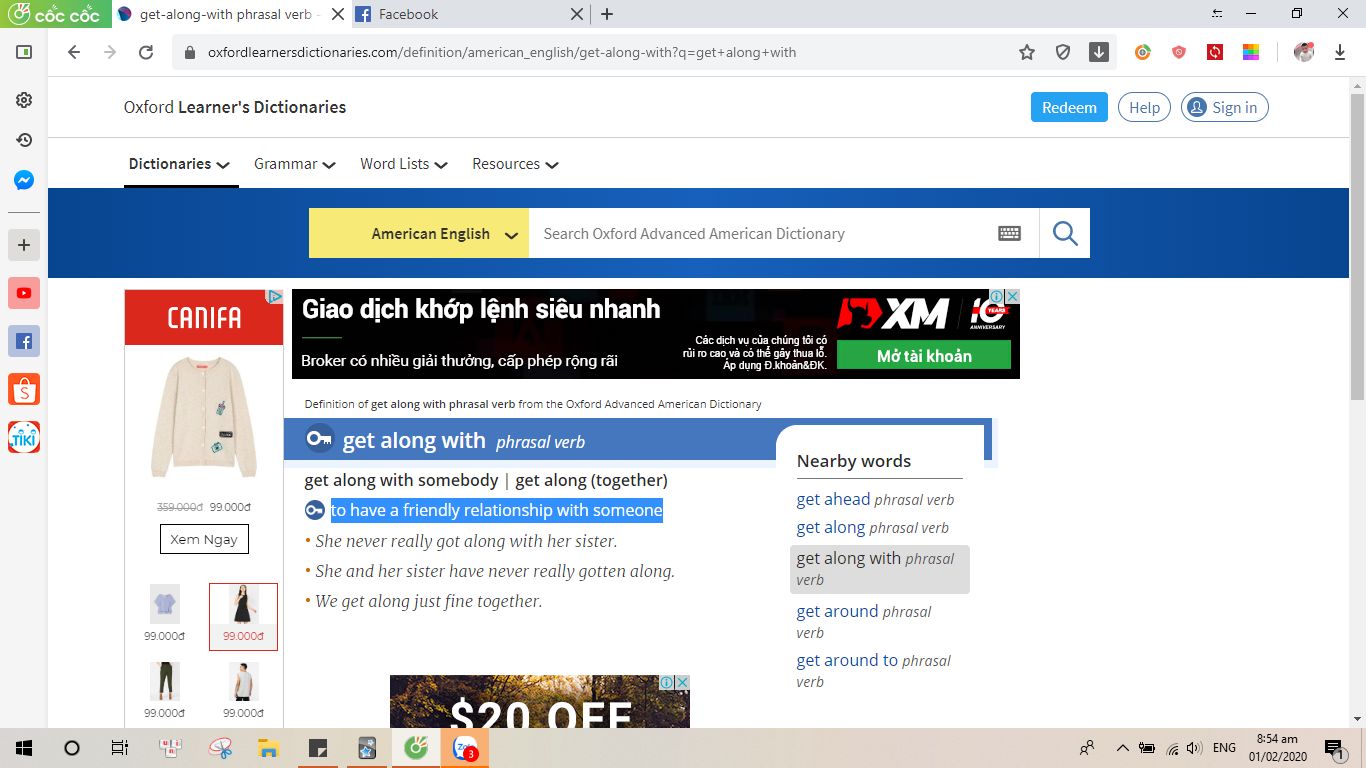 cốc cốc
get-along-with phrasal verb -
Facebook
oxfordlearnersdictionaries.com/definition/american_english/get-along-with?q=get+along+with
Oxford Learner's Dictionaries
Redeem
Help
Sign in
Dictionaries
Grammar
Word Lists
Resources
American English
Search Oxford Advanced American Dictionary
CANIFA
359.000đ 99.000đ
Xem Ngay
99.000đ
99.000đ
99.000đ
99.000đ
Giao dịch khớp lệnh siêu nhanh
Broker có nhiều giải thưởng, cấp phép rộng rãi
Các dịch vụ của chúng tôi có
rủi ro cao và có thể gây thua lỗ.
Áp dụng Đ.khoản&ĐK.
XM
10 YEARS
ANNIVERSARY
Mở tài khoản
Definition of get along with phrasal verb from the Oxford Advanced American Dictionary
get along with phrasal verb
get along with somebody | get along (together)
to have a friendly relationship with someone
• She never really got along with her sister.
• She and her sister have never really gotten along.
• We get along just fine together.
Nearby words
get ahead phrasal verb
get along phrasal verb
get along with phrasal
verb
get around phrasal
verb
get around to phrasal
verb
$20 OFF
TIKI
Zalo
3
ENG
8:54 am
01/02/2020
1